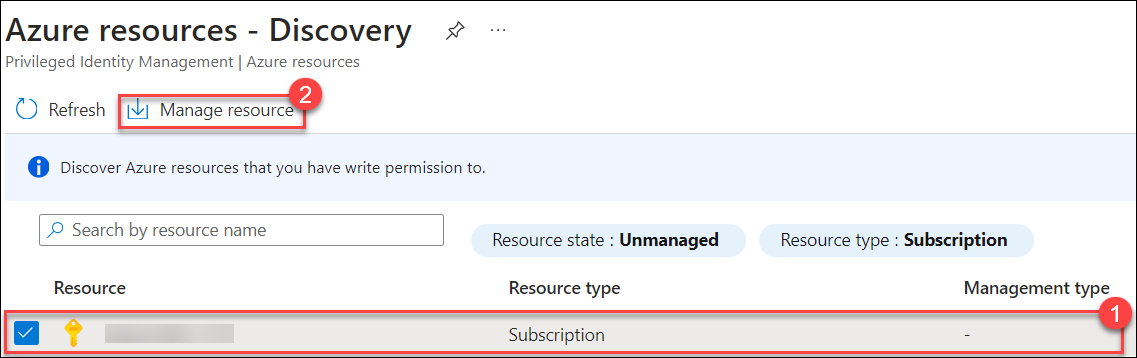 Azure resources - Discovery ...
Privileged Identity Management | Azure resources
Refresh Manage resource 2
Discover Azure resources that you have write permission to.
Search by resource name Resource state : Unmanaged Resource type : Subscription
Resource Resource type Management type
1
Subscription -